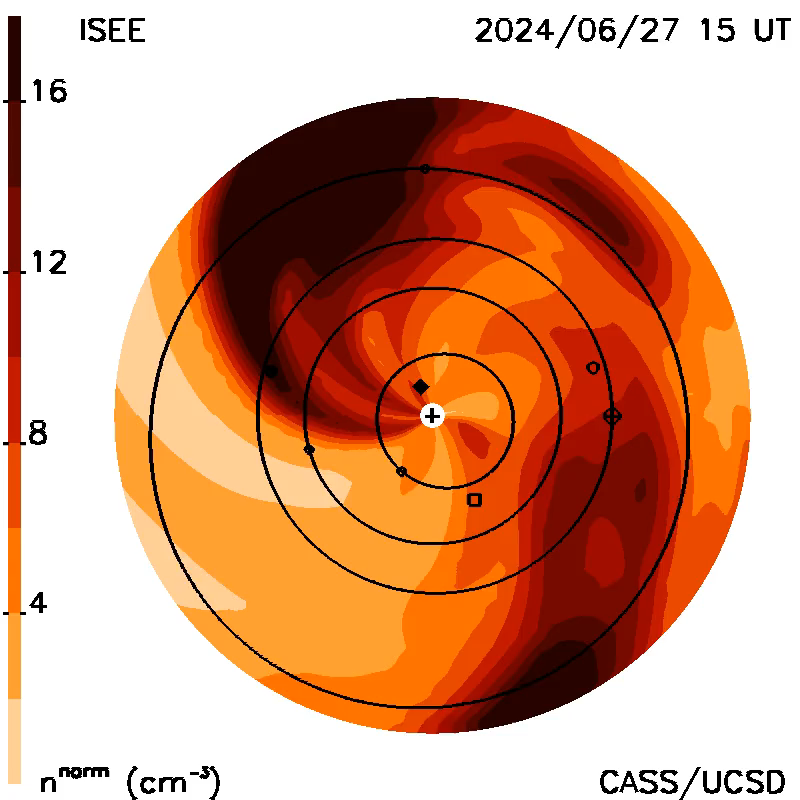 ISEE 2024/06/27 15 UT
16
12
8
4
n^norm (cm^-3) CASS/UCSD